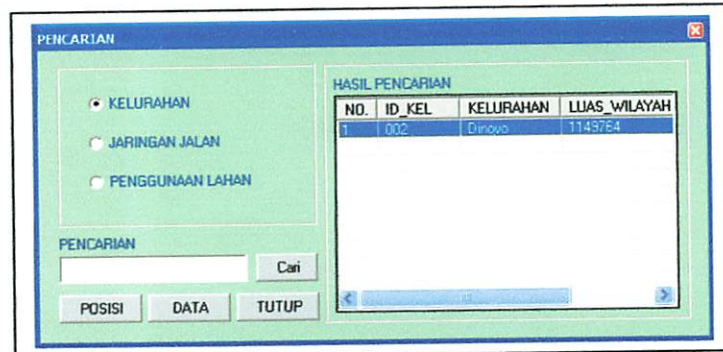 PENCARIAN
KELURAHAN
JARINGAN JALAN
PENGGUNAAN LAHAN
PENCARIAN
Cari
POSISI DATA TUTUP
HASIL PENCARIAN
NO. ID_KEL KELURAHAN LUAS_WILAYAH
1 002 Dinoyo 1149764